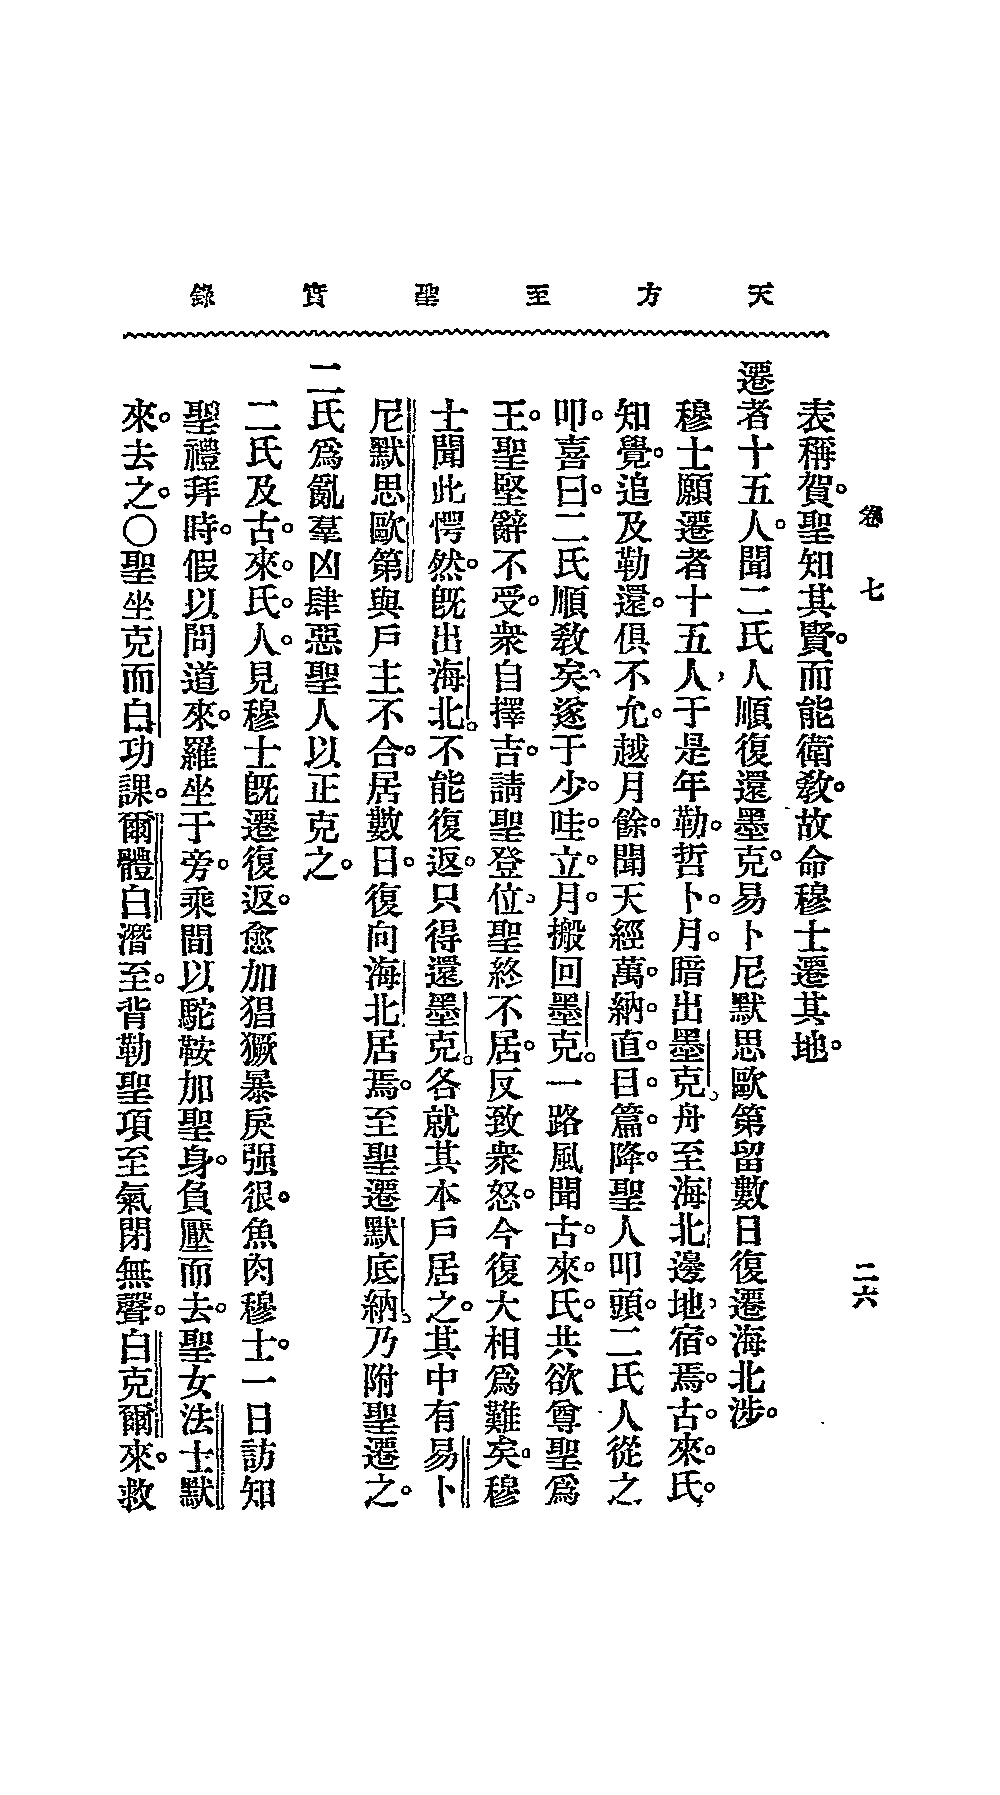 天方至聖實錄
卷七
二六
表稱賀。聖知其賢。而能衛敎。故命穆士遷其地。
遷者十五人。聞二氏人順復還墨克。易卜尼默思歐第留數日復遷海北涉。
穆士願遷者十五人，于是年勒。哲卜。月。暗出墨克，舟至海北邊地，宿。焉。古。來。氏。
知覺。追及勒還。俱不允。越月餘。聞天經萬。納。直。目。篇。降。聖人叩頭。二氏人從之
叩。喜曰。二氏順敎矣、遂于少。哇。立。月。搬回墨克。一路風聞古。來。氏。共欲尊聖爲
王。聖堅辭不受。衆自擇吉。請聖登位、聖終不居。反致衆怒。今復大相爲難矣。穆
士聞此愕然。旣出海北。不能復返。只得還墨克。各就其本戶居之。其中有易卜
尼默思歐第與戶主不合。居數日。復向海北居焉。至聖遷默底納，乃附聖遷之。
二氏爲亂羣凶肆惡聖人以正克之。
二氏及古。來。氏。人。見穆士旣遷復返。愈加猖獗暴戾强很。魚肉穆士。一日訪知
聖禮拜時。假以問道來。羅坐于旁。乘間以駝鞍加聖身。負壓而去。聖女法士默
來。去之。〇聖坐克而白功課。爾體白潛至。背勒聖項至氣閉無聲。白克爾來。救